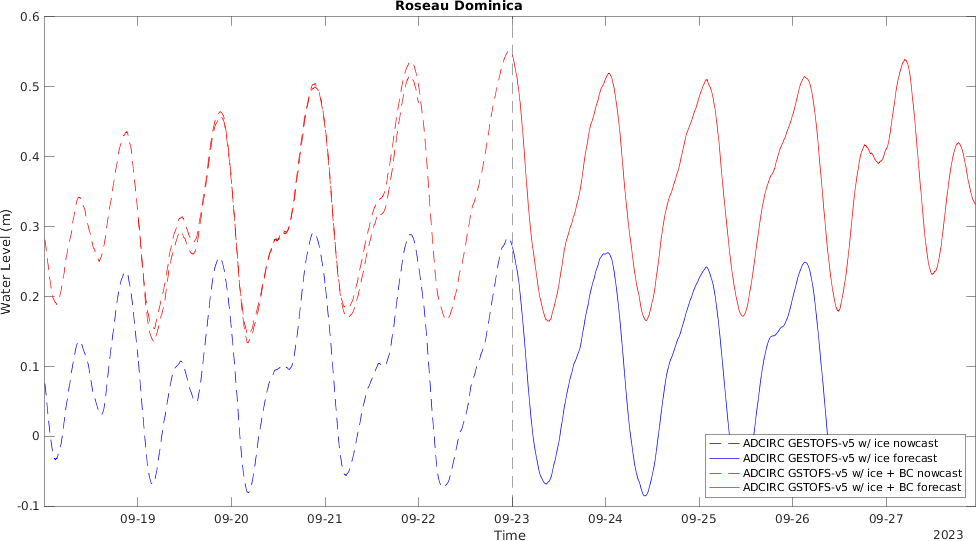 Roseau Dominica
0.6
0.5
0.4
0.3
0.2
0.1
0
-0.1
Water Level (m)
09-19 09-20 09-21 09-22 09-23 09-24 09-25 09-26 09-27
Time
2023
ADCIRC GESTOFS-v5 w/ ice nowcast
ADCIRC GESTOFS-v5 w/ ice forecast
ADCIRC GSTOFS-v5 w/ ice + BC nowcast
ADCIRC GSTOFS-v5 w/ ice + BC forecast